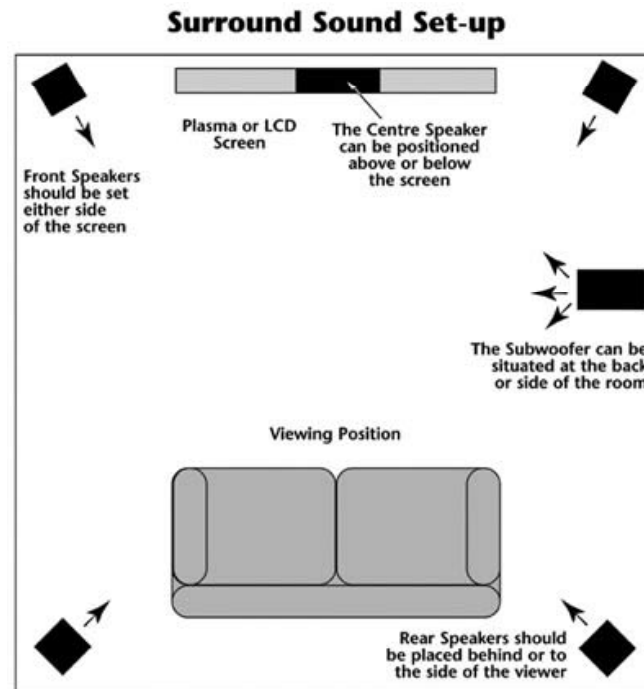 Surround Sound Set-up
Plasma or LCD
Screen
The Centre Speaker
can be positioned
above or below
the screen
Front Speakers
should be set
either side
of the screen
The Subwoofer can be
situated at the back
or side of the room
Viewing Position
Rear Speakers should
be placed behind or to
the side of the viewer